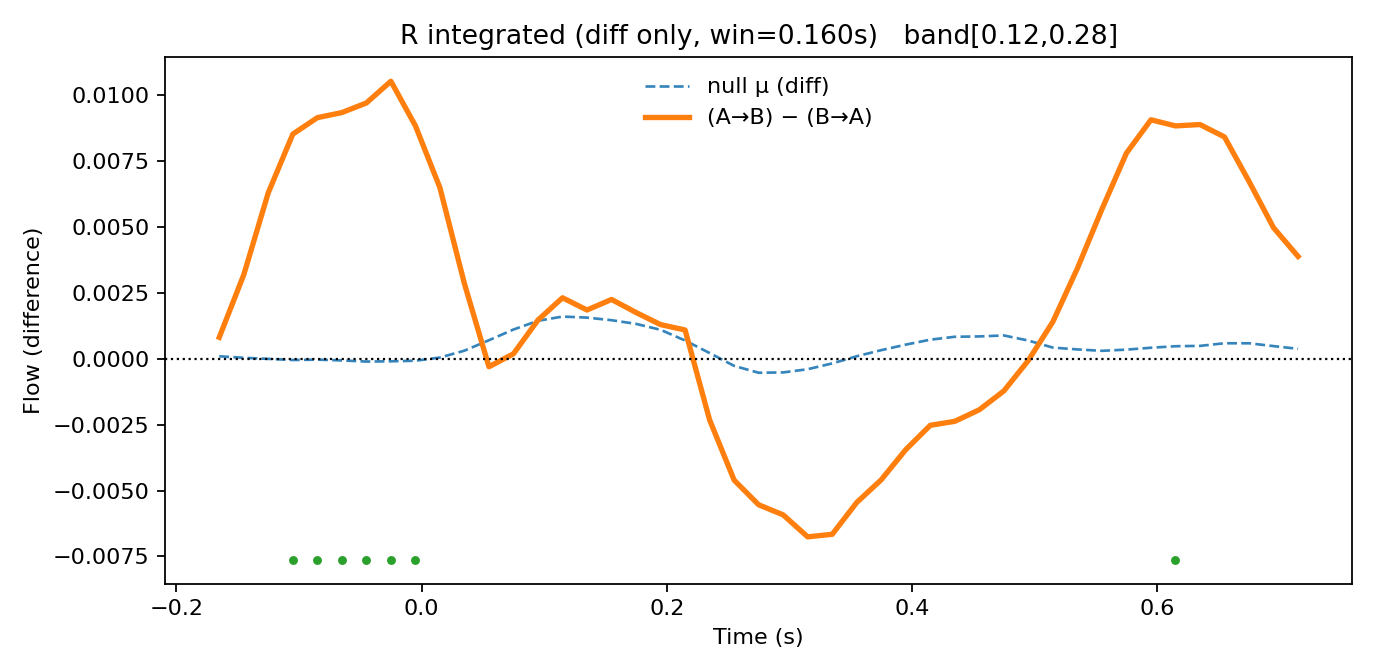 R integrated (diff only, win=0.160s)   band[0.12,0.28]
null μ (diff)
(A→B) − (B→A)
Flow (difference)
0.0100
0.0075
0.0050
0.0025
0.0000
−0.0025
−0.0050
−0.0075
−0.2 0.0 0.2 0.4 0.6
Time (s)